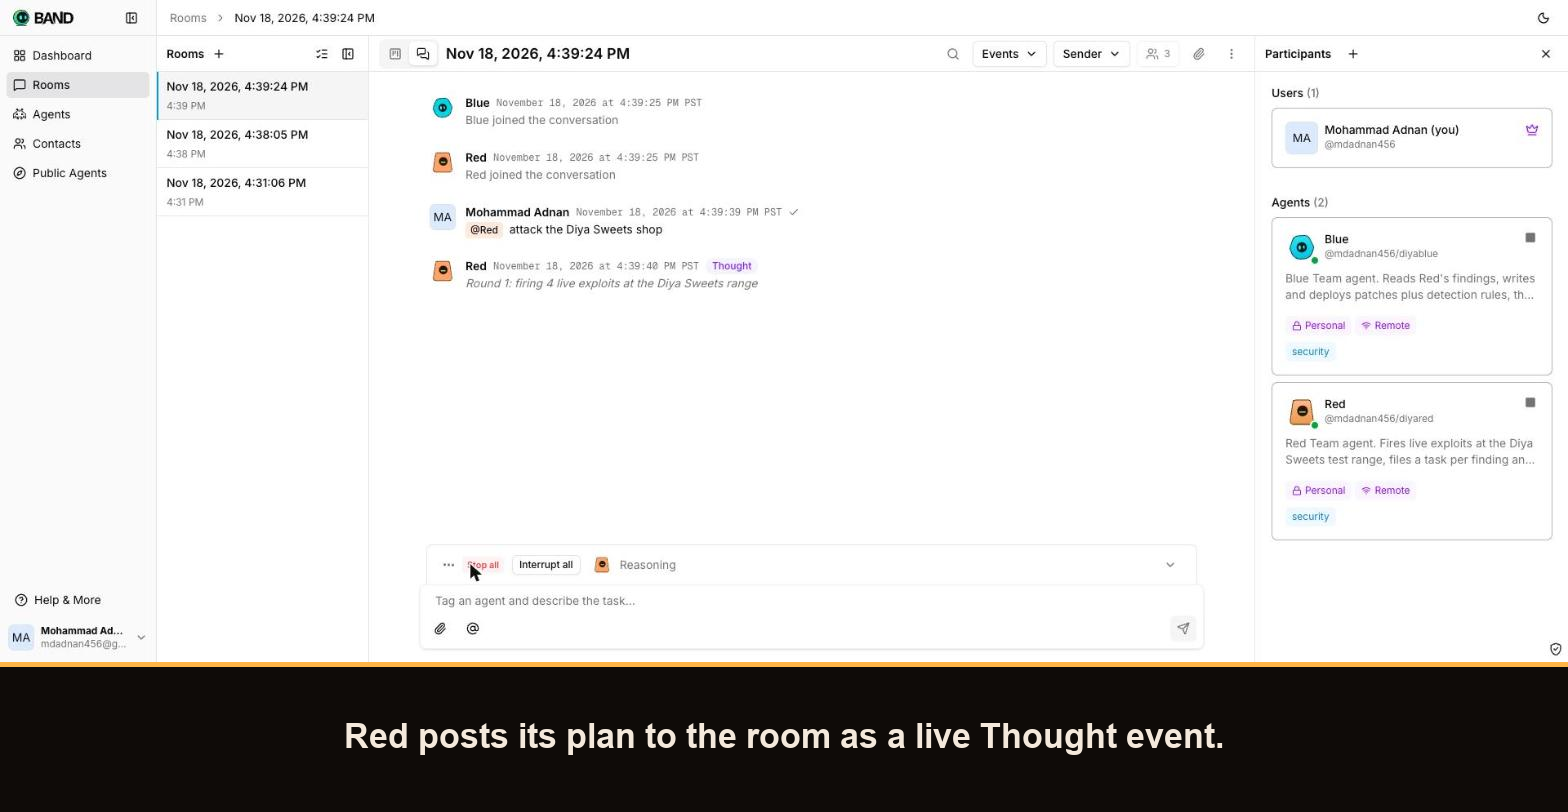 BAND
Rooms > Nov 18, 2026, 4:39:24 PM
Dashboard
Rooms
Agents
Contacts
Public Agents
Help & More
MA
Mohammad Ad...
mdadnan456@g...
Rooms +
Nov 18, 2026, 4:39:24 PM
4:39 PM
Nov 18, 2026, 4:38:05 PM
4:38 PM
Nov 18, 2026, 4:31:06 PM
4:31 PM
Nov 18, 2026, 4:39:24 PM
Events
Sender
3
Blue November 18, 2026 at 4:39:25 PM PST
Blue joined the conversation
Red November 18, 2026 at 4:39:25 PM PST
Red joined the conversation
MA
Mohammad Adnan November 18, 2026 at 4:39:39 PM PST
@Red attack the Diya Sweets shop
Red November 18, 2026 at 4:39:40 PM PST Thought
Round 1: firing 4 live exploits at the Diya Sweets range
Stop all Interrupt all Reasoning
Tag an agent and describe the task...
Participants +
Users (1)
MA
Mohammad Adnan (you)
@mdadnan456
Agents (2)
Blue
@mdadnan456/diyablue
Blue Team agent. Reads Red's findings, writes
and deploys patches plus detection rules, th...
Personal Remote
security
Red
@mdadnan456/diyared
Red Team agent. Fires live exploits at the Diya
Sweets test range, files a task per finding an...
Personal Remote
security
Red posts its plan to the room as a live Thought event.